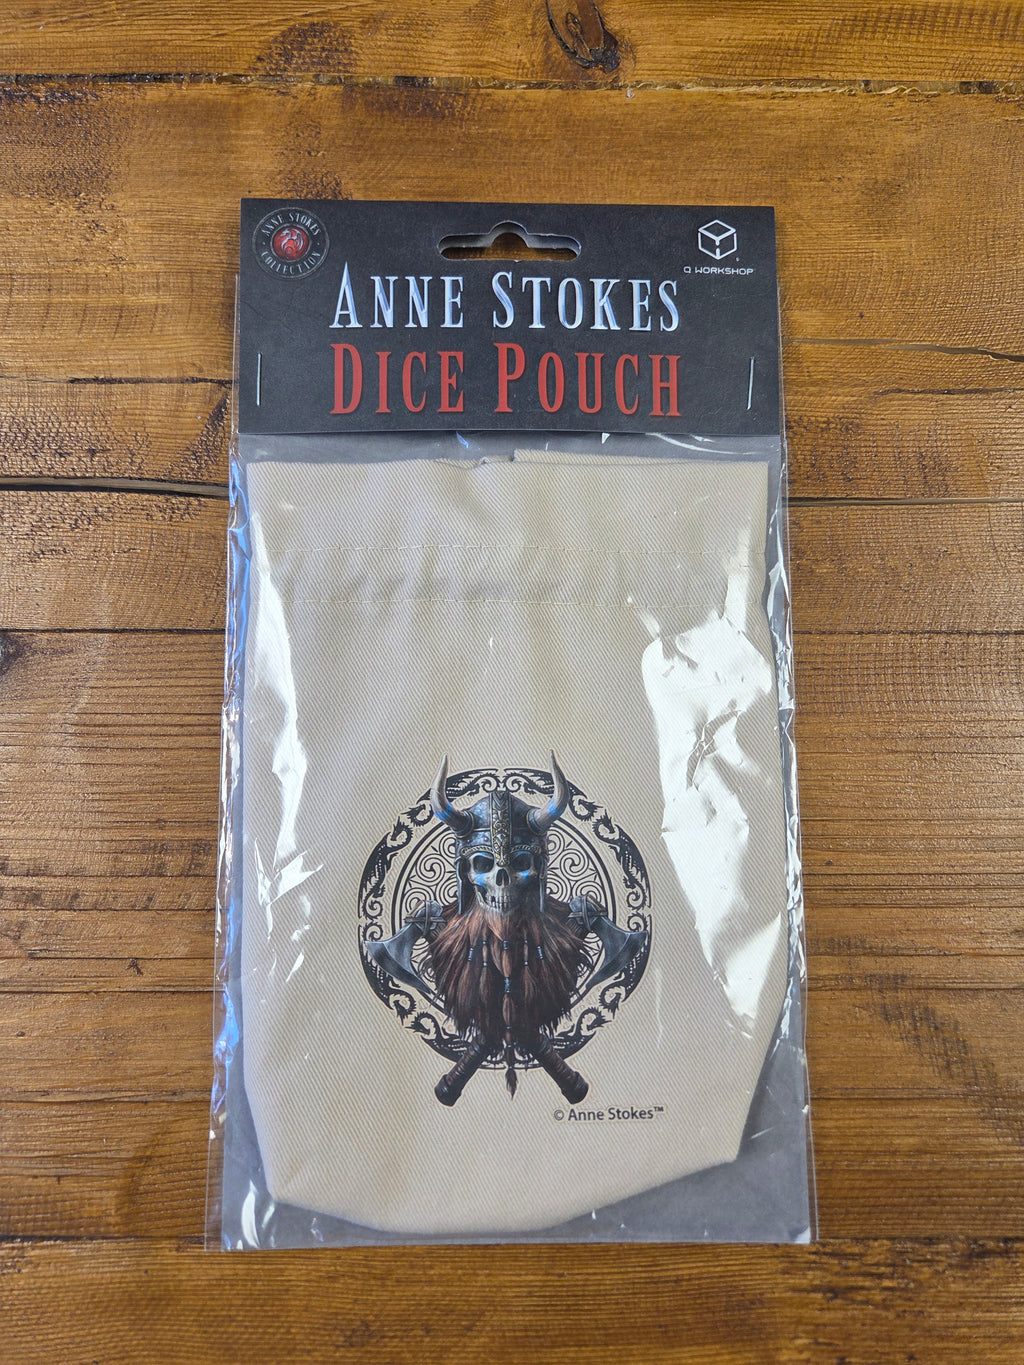 ANNE STOKES
COLLECTION
Q WORKSHOP
ANNE STOKES
DICE POUCH
© Anne Stokes™